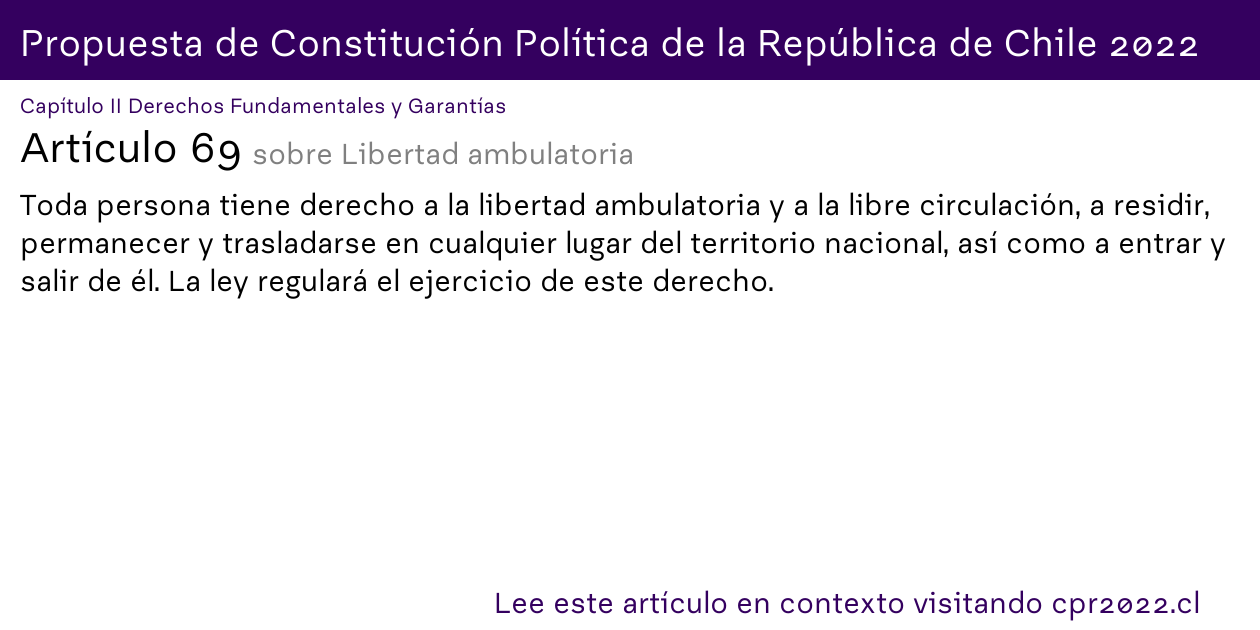 Propuesta de Constitución Política de la República de Chile 2022
Capítulo II Derechos Fundamentales y Garantías
Artículo 69 sobre Libertad ambulatoria
Toda persona tiene derecho a la libertad ambulatoria y a la libre circulación, a residir,
permanecer y trasladarse en cualquier lugar del territorio nacional, así como a entrar y
salir de él. La ley regulará el ejercicio de este derecho.
Lee este artículo en contexto visitando cpr2022.cl